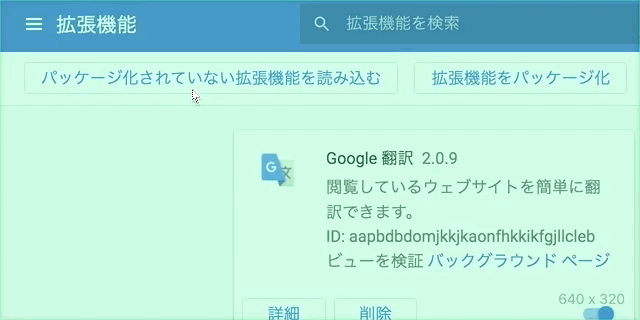 拡張機能
拡張機能を検索
パッケージ化されていない拡張機能を読み込む
拡張機能をパッケージ化
Google 翻訳 2.0.9
閲覧しているウェブサイトを簡単に翻
訳できます。
ID: aapbdbdomjkkjkaonfhkkikfgjllcleb
ビューを検証 バックグラウンド ページ
640 x 320
詳細
削除